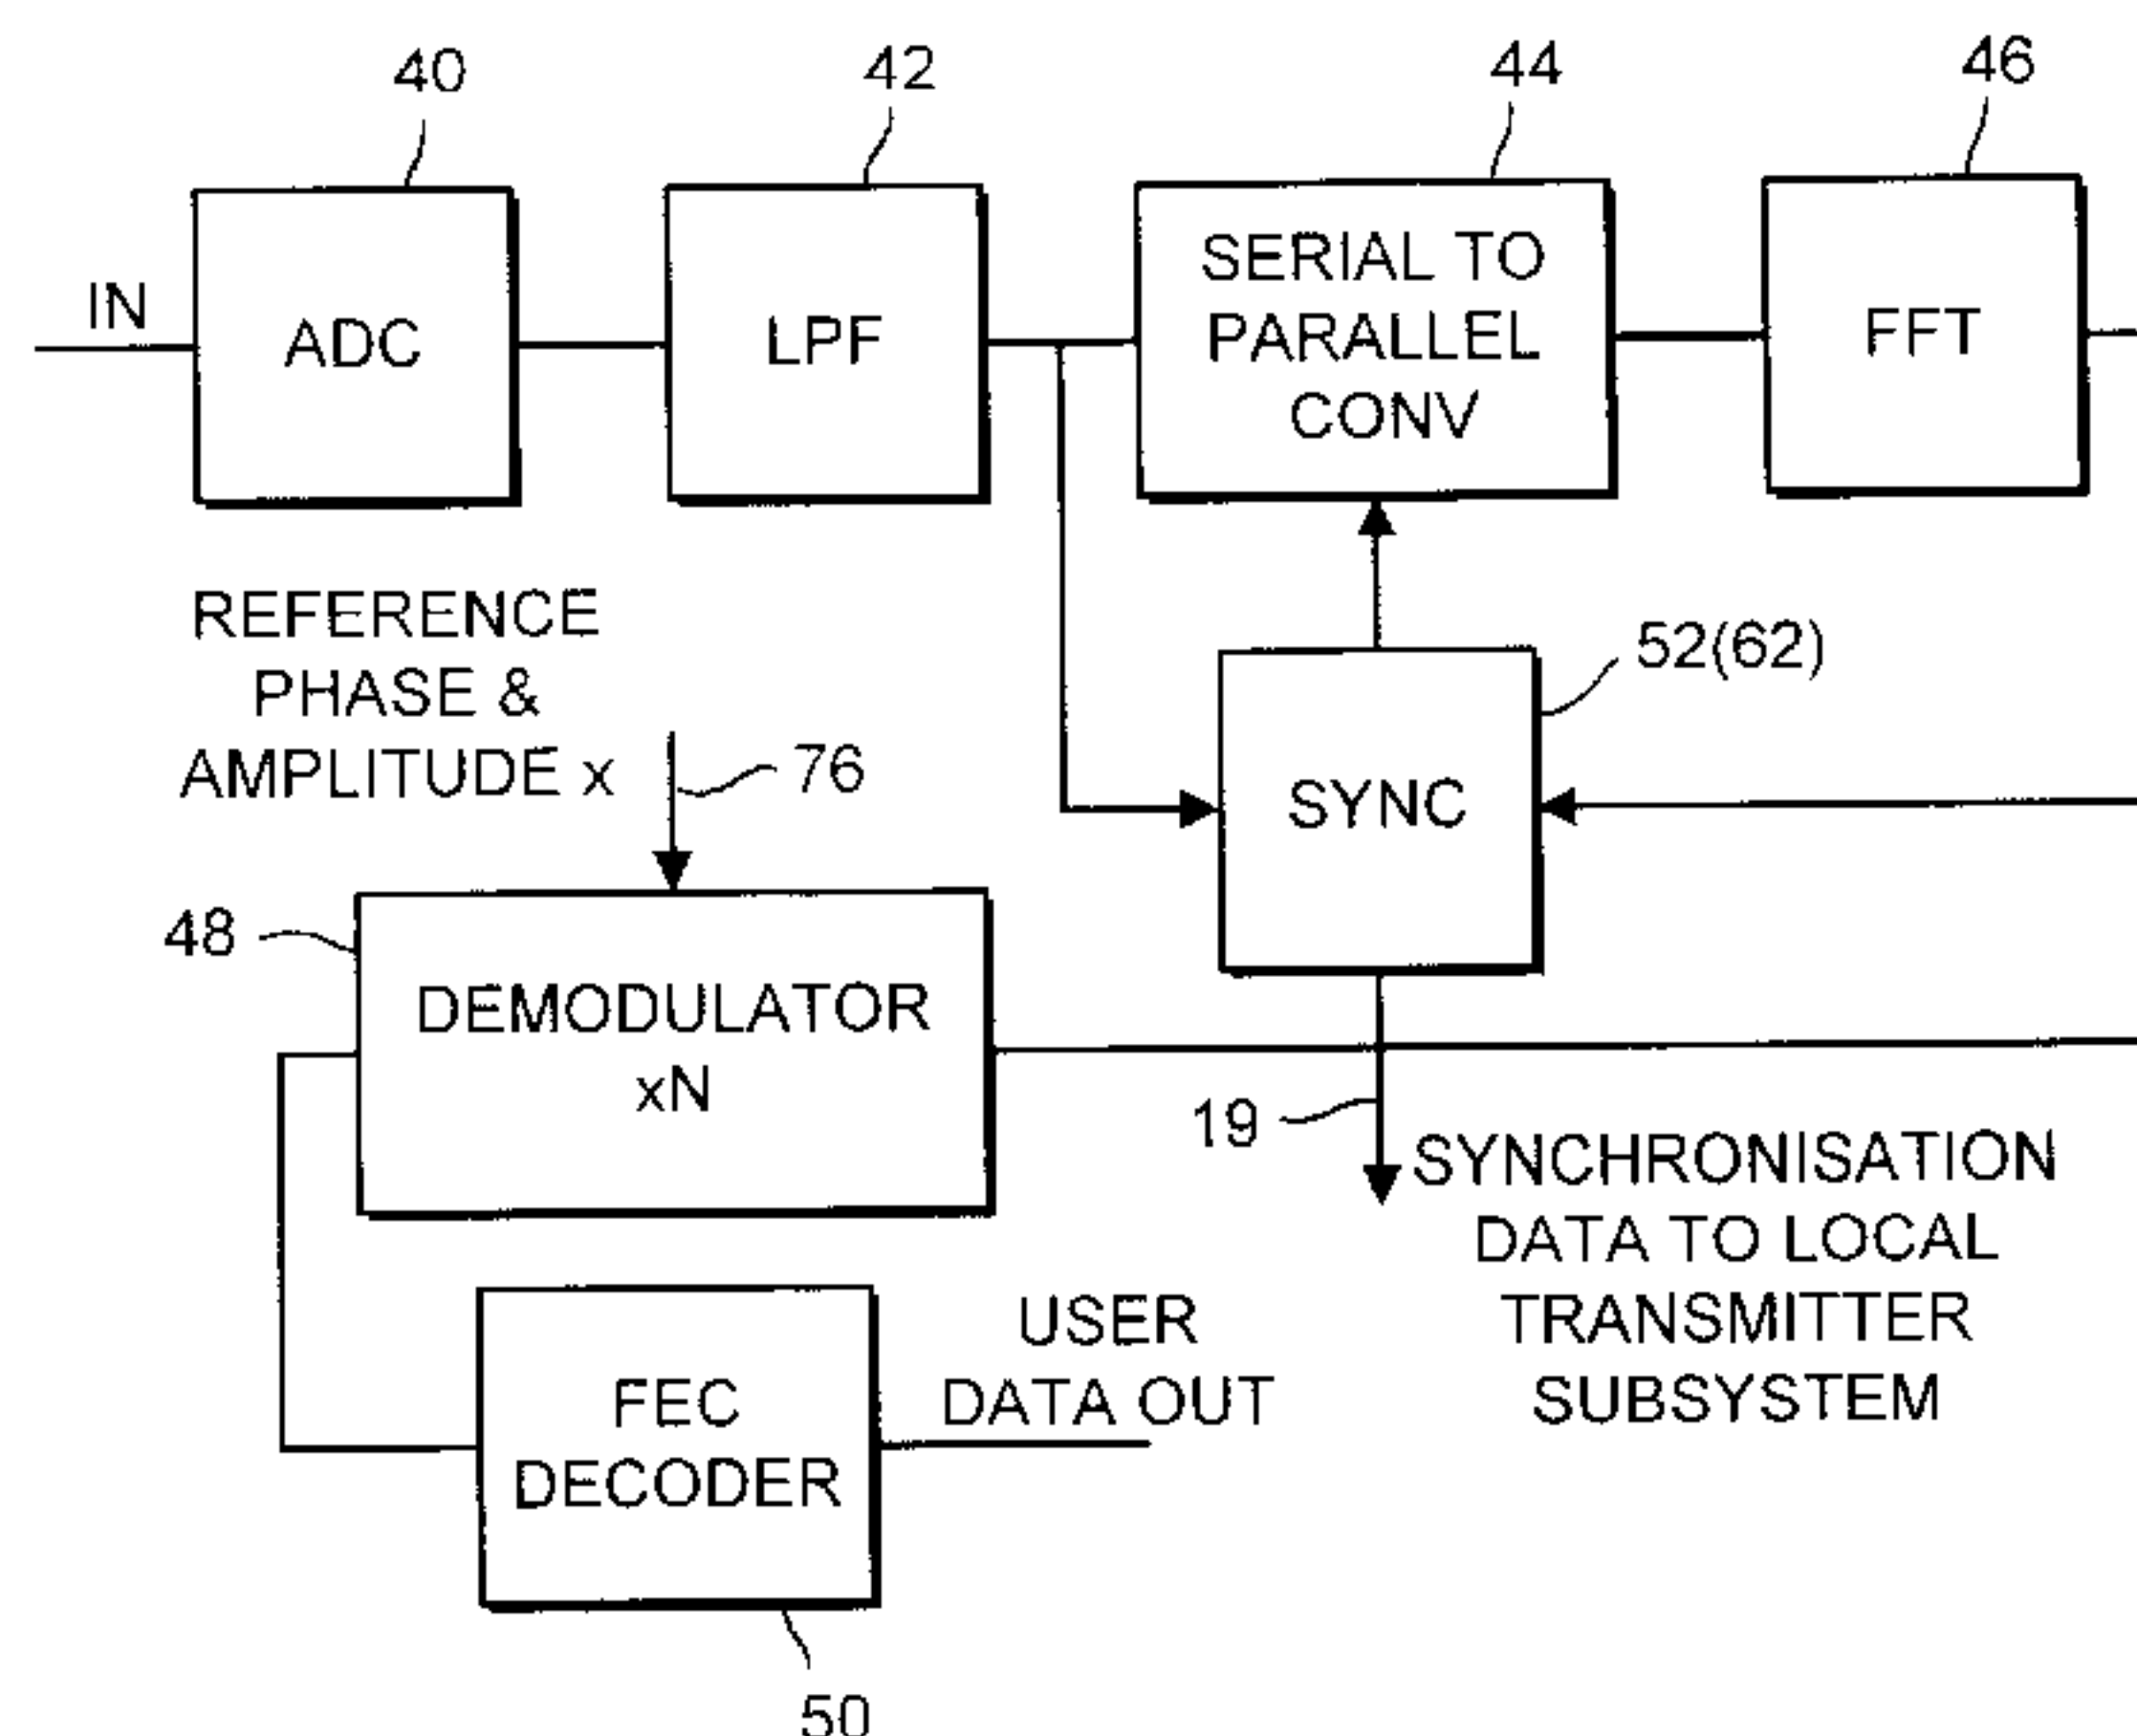 40
42
44
46
IN
ADC
LPF
SERIAL TO
PARALLEL
CONV
FFT
REFERENCE
PHASE &
AMPLITUDE x
76
52(62)
SYNC
48
DEMODULATOR
xN
19
SYNCHRONISATION
DATA TO LOCAL
TRANSMITTER
SUBSYSTEM
FEC
DECODER
USER
DATA OUT
50